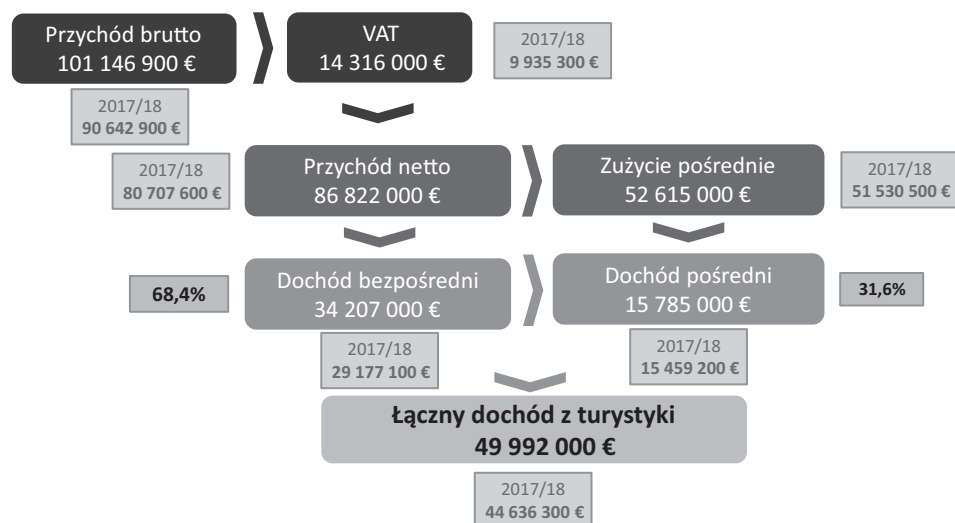 Przychód brutto
101 146 900 €
VAT
14 316 000 €
2017/18
9 935 300 €
2017/18
90 642 900 €
2017/18
80 707 600 €
Przychód netto
86 822 000 €
Zużycie pośrednie
52 615 000 €
2017/18
51 530 500 €
68,4%
Dochód bezpośredni
34 207 000 €
Dochód pośredni
15 785 000 €
31,6%
2017/18
29 177 100 €
2017/18
15 459 200 €
Łączny dochód z turystyki
49 992 000 €
2017/18
44 636 300 €